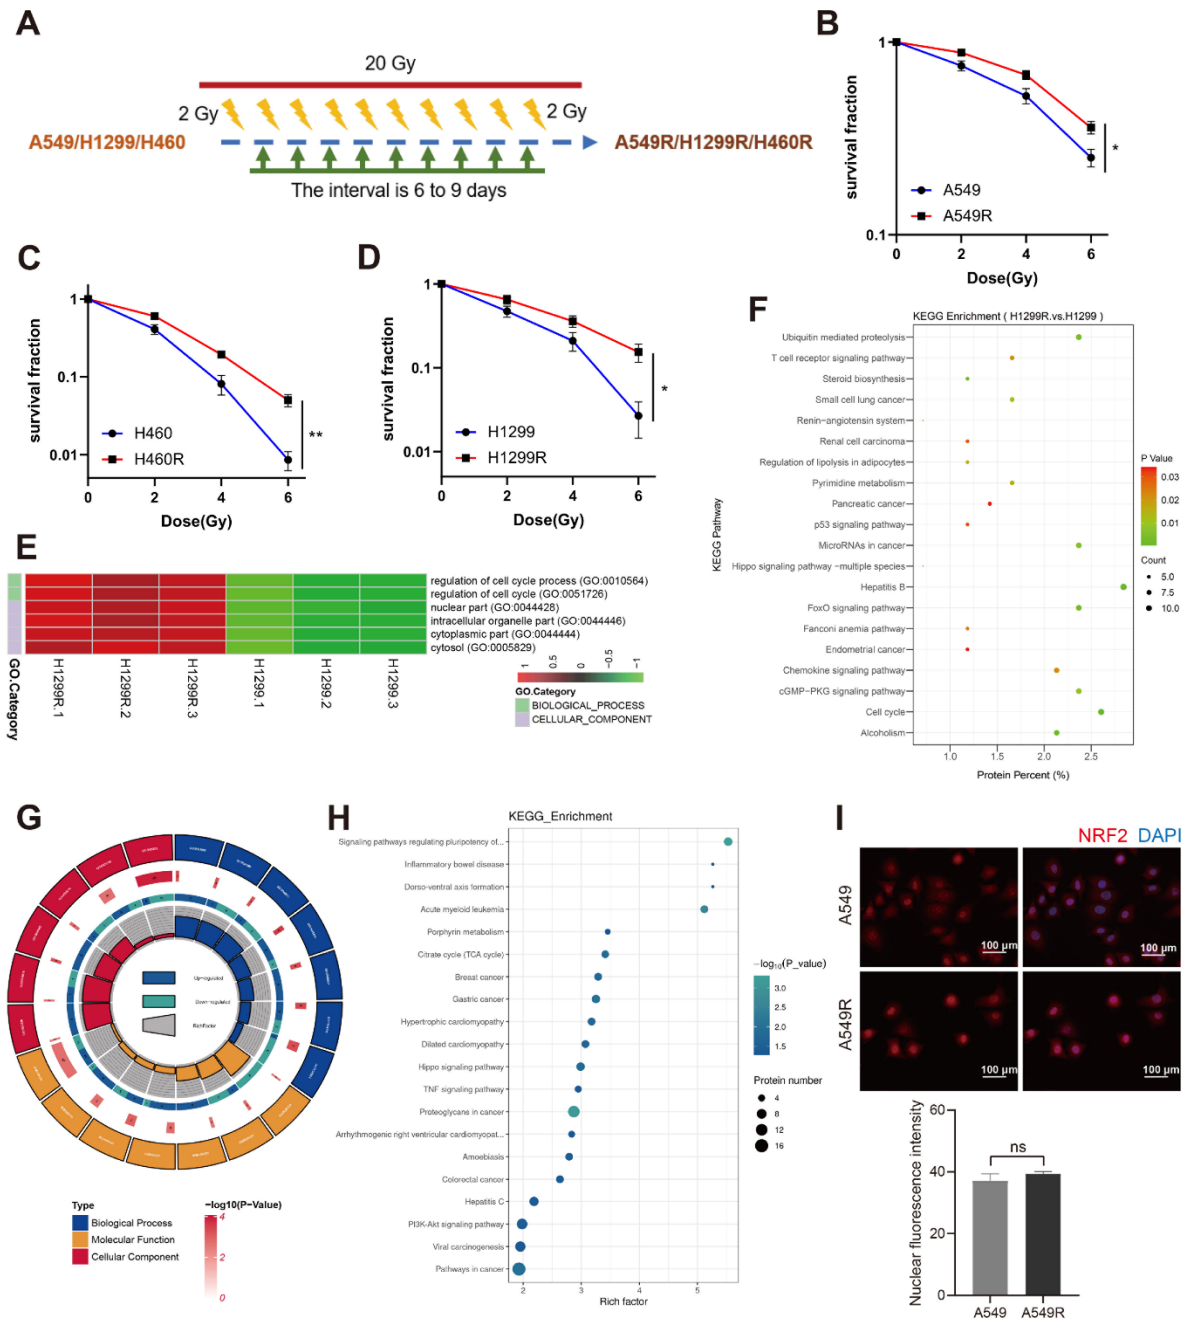 A
20 Gy
2 Gy
2 Gy
A549/H1299/H460
A549R/H1299R/H460R
The interval is 6 to 9 days
B
survival fraction
1
0.1
A549
A549R
*
0 2 4 6
Dose(Gy)
C
survival fraction
1
0.1
0.01
H460
H460R
**
0 2 4 6
Dose(Gy)
D
survival fraction
1
0.1
0.01
H1299
H1299R
*
0 2 4 6
Dose(Gy)
E
regulation of cell cycle process (GO:0010564)
regulation of cell cycle (GO:0051726)
nuclear part (GO:0044428)
intracellular organelle part (GO:0044446)
cytoplasmic part (GO:0044444)
cytosol (GO:0005829)
GO.Category
H1299R.1
H1299R.2
H1299R.3
H1299.1
H1299.2
H1299.3
1 0.5 0 −0.5 −1
GO.Category
BIOLOGICAL_PROCESS
CELLULAR_COMPONENT
F
KEGG Enrichment ( H1299R.vs.H1299 )
KEGG Pathway
Ubiquitin mediated proteolysis
T cell receptor signaling pathway
Steroid biosynthesis
Small cell lung cancer
Renin−angiotensin system
Renal cell carcinoma
Regulation of lipolysis in adipocytes
Pyrimidine metabolism
Pancreatic cancer
p53 signaling pathway
MicroRNAs in cancer
Hippo signaling pathway −multiple species
Hepatitis B
FoxO signaling pathway
Fanconi anemia pathway
Endometrial cancer
Chemokine signaling pathway
cGMP−PKG signaling pathway
Cell cycle
Alcoholism
1.0 1.5 2.0 2.5
Protein Percent (%)
P Value
0.03
0.02
0.01
Count
5.0
7.5
10.0
G
Up-regulated
Down-regulated
RichFactor
Type
Biological Process
Molecular Function
Cellular Component
−log10(P−Value)
4
2
0
H
KEGG_Enrichment
Signaling pathways regulating pluripotency of...
Inflammatory bowel disease
Dorso-ventral axis formation
Acute myeloid leukemia
Porphyrin metabolism
Citrate cycle (TCA cycle)
Breast cancer
Gastric cancer
Hypertrophic cardiomyopathy
Dilated cardiomyopathy
Hippo signaling pathway
TNF signaling pathway
Proteoglycans in cancer
Arrhythmogenic right ventricular cardiomyopat...
Amoebiasis
Colorectal cancer
Hepatitis C
PI3K-Akt signaling pathway
Viral carcinogenesis
Pathways in cancer
2 3 4 5
Rich factor
−log₁₀(P_value)
3.0
2.5
2.0
1.5
Protein number
4
8
12
16
I
NRF2 DAPI
A549
100 μm
100 μm
A549R
100 μm
100 μm
Nuclear fluorescence intensity
60
40
20
0
ns
A549 A549R